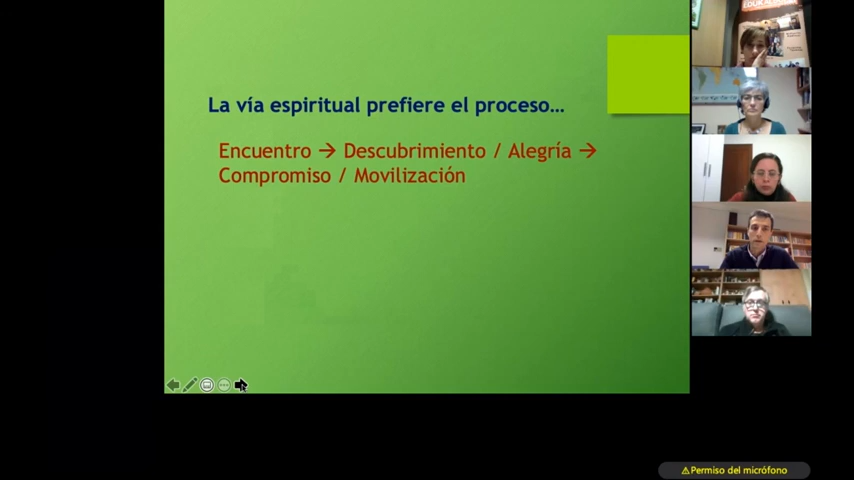 La vía espiritual prefiere el proceso...
Encuentro → Descubrimiento / Alegría →
Compromiso / Movilización
⚠Permiso del micrófono